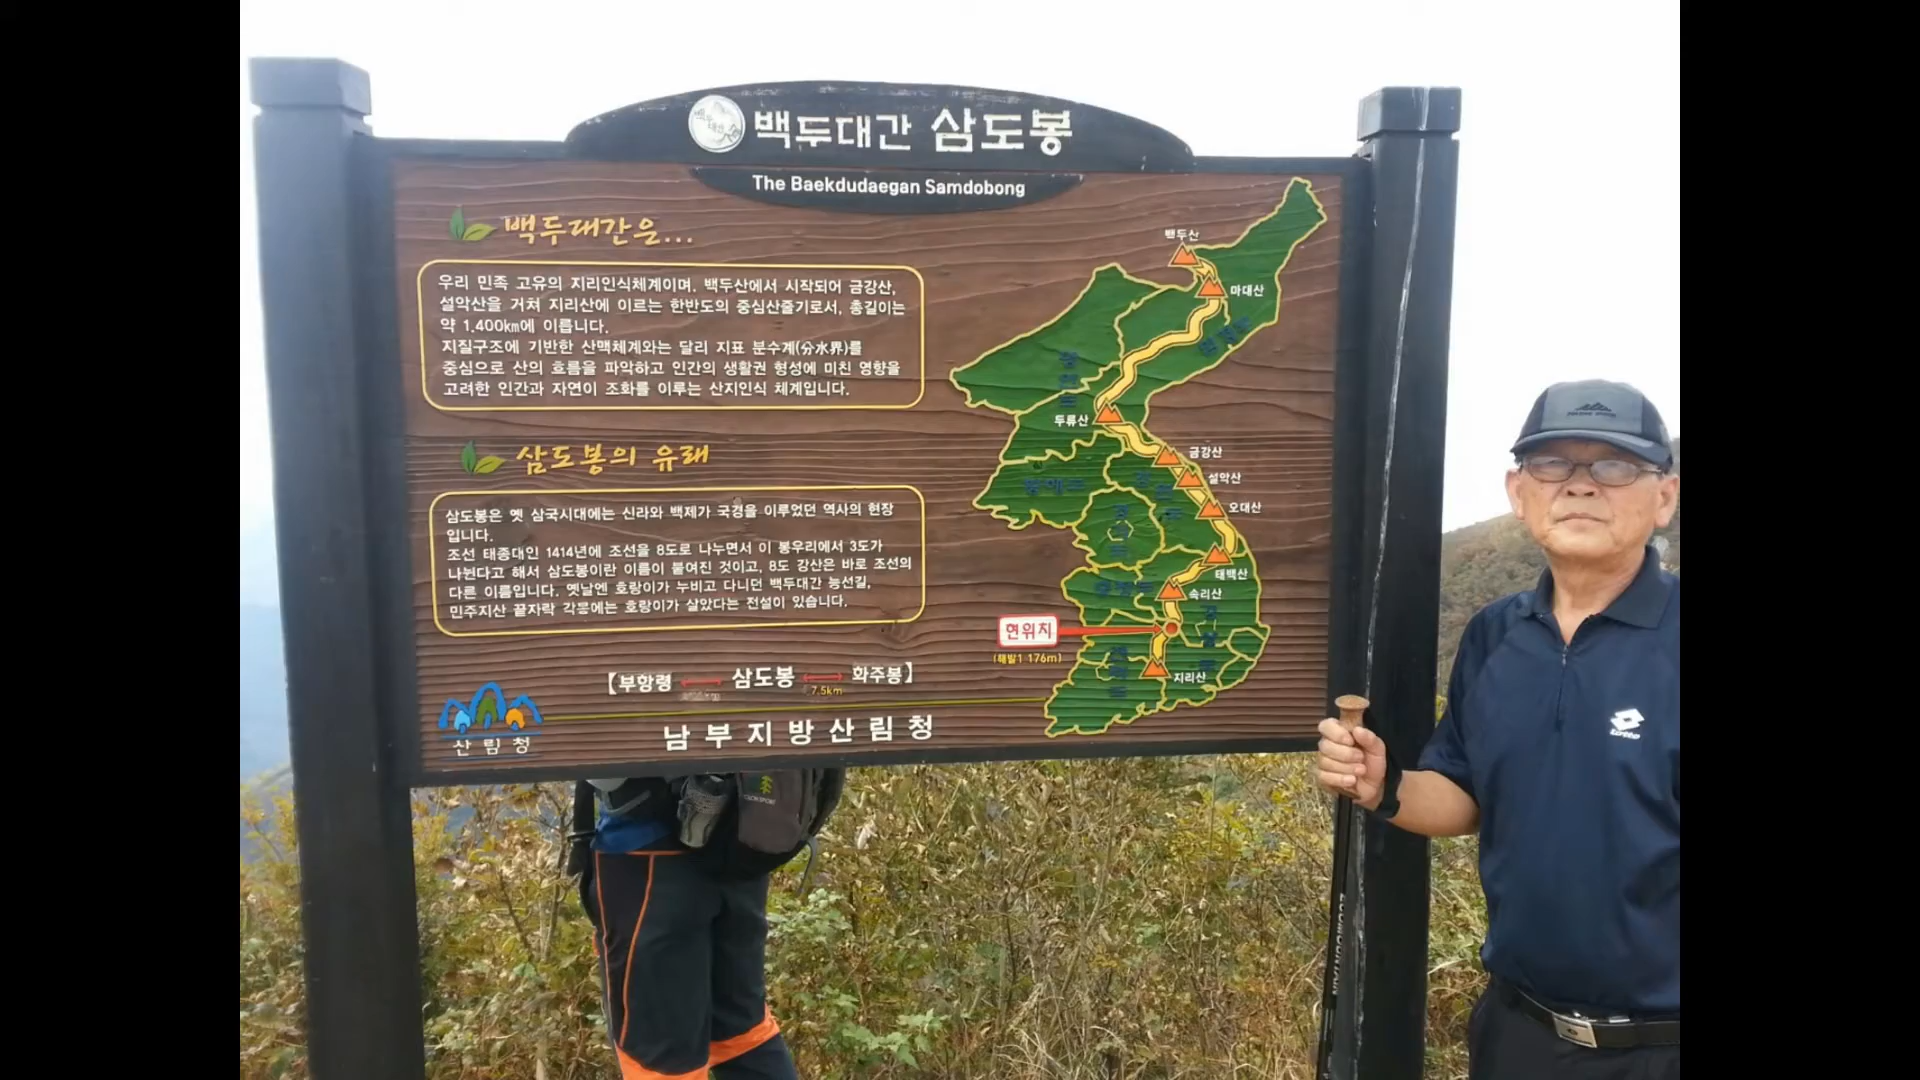 백두대간 삼도봉
The Baekdudaegan Samdobong
백두대간은...
우리 민족 고유의 지리인식체계이며, 백두산에서 시작되어 금강산,
설악산을 거쳐 지리산에 이르는 한반도의 중심산줄기로서, 총길이는
약 1,400km에 이릅니다.
지질구조에 기반한 산맥체계와는 달리 지표 분수계(分水界)를
중심으로 산의 흐름을 파악하고 인간의 생활권 형성에 미친 영향을
고려한 인간과 자연이 조화를 이루는 산지인식 체계입니다.
삼도봉의 유래
삼도봉은 옛 삼국시대에는 신라와 백제가 국경을 이루었던 역사의 현장
입니다.
조선 태종대인 1414년에 조선을 8도로 나누면서 이 봉우리에서 3도가
나뉜다고 해서 삼도봉이란 이름이 붙여진 것이고, 8도 강산은 바로 조선의
다른 이름입니다. 옛날엔 호랑이가 누비고 다니던 백두대간 능선길,
민주지산 끝자락 각봉에는 호랑이가 살았다는 전설이 있습니다.
【부항령 삼도봉 화주봉】
7.5km
산림청
남부지방산림청
백두산
마대산
두류산
금강산
설악산
오대산
태백산
속리산
현위치
(해발1 176m)
지리산
Lotto